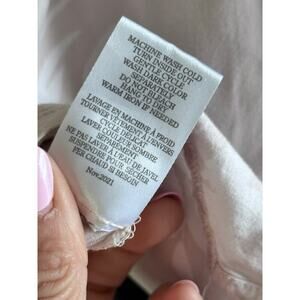 MACHINE WASH COLD
TURN INSIDE OUT
GENTLE CYCLE
WASH DARK COLOR
SEPARATELY
DO NOT BLEACH
HANG TO DRY
WARM IRON IF NEEDED
LAVAGE EN MACHINE À FROID
TOURNER VETEMENT À L'ENVERS
CYCLE DELICAT
LAVER COULEUR SOMBRE
SEPAREMENT
NE PAS LAVER À L'EAU DE JAVEL
SUSPENDRE POUR SÉCHER
FER CHAUD SI BESOIN
Nov.2021